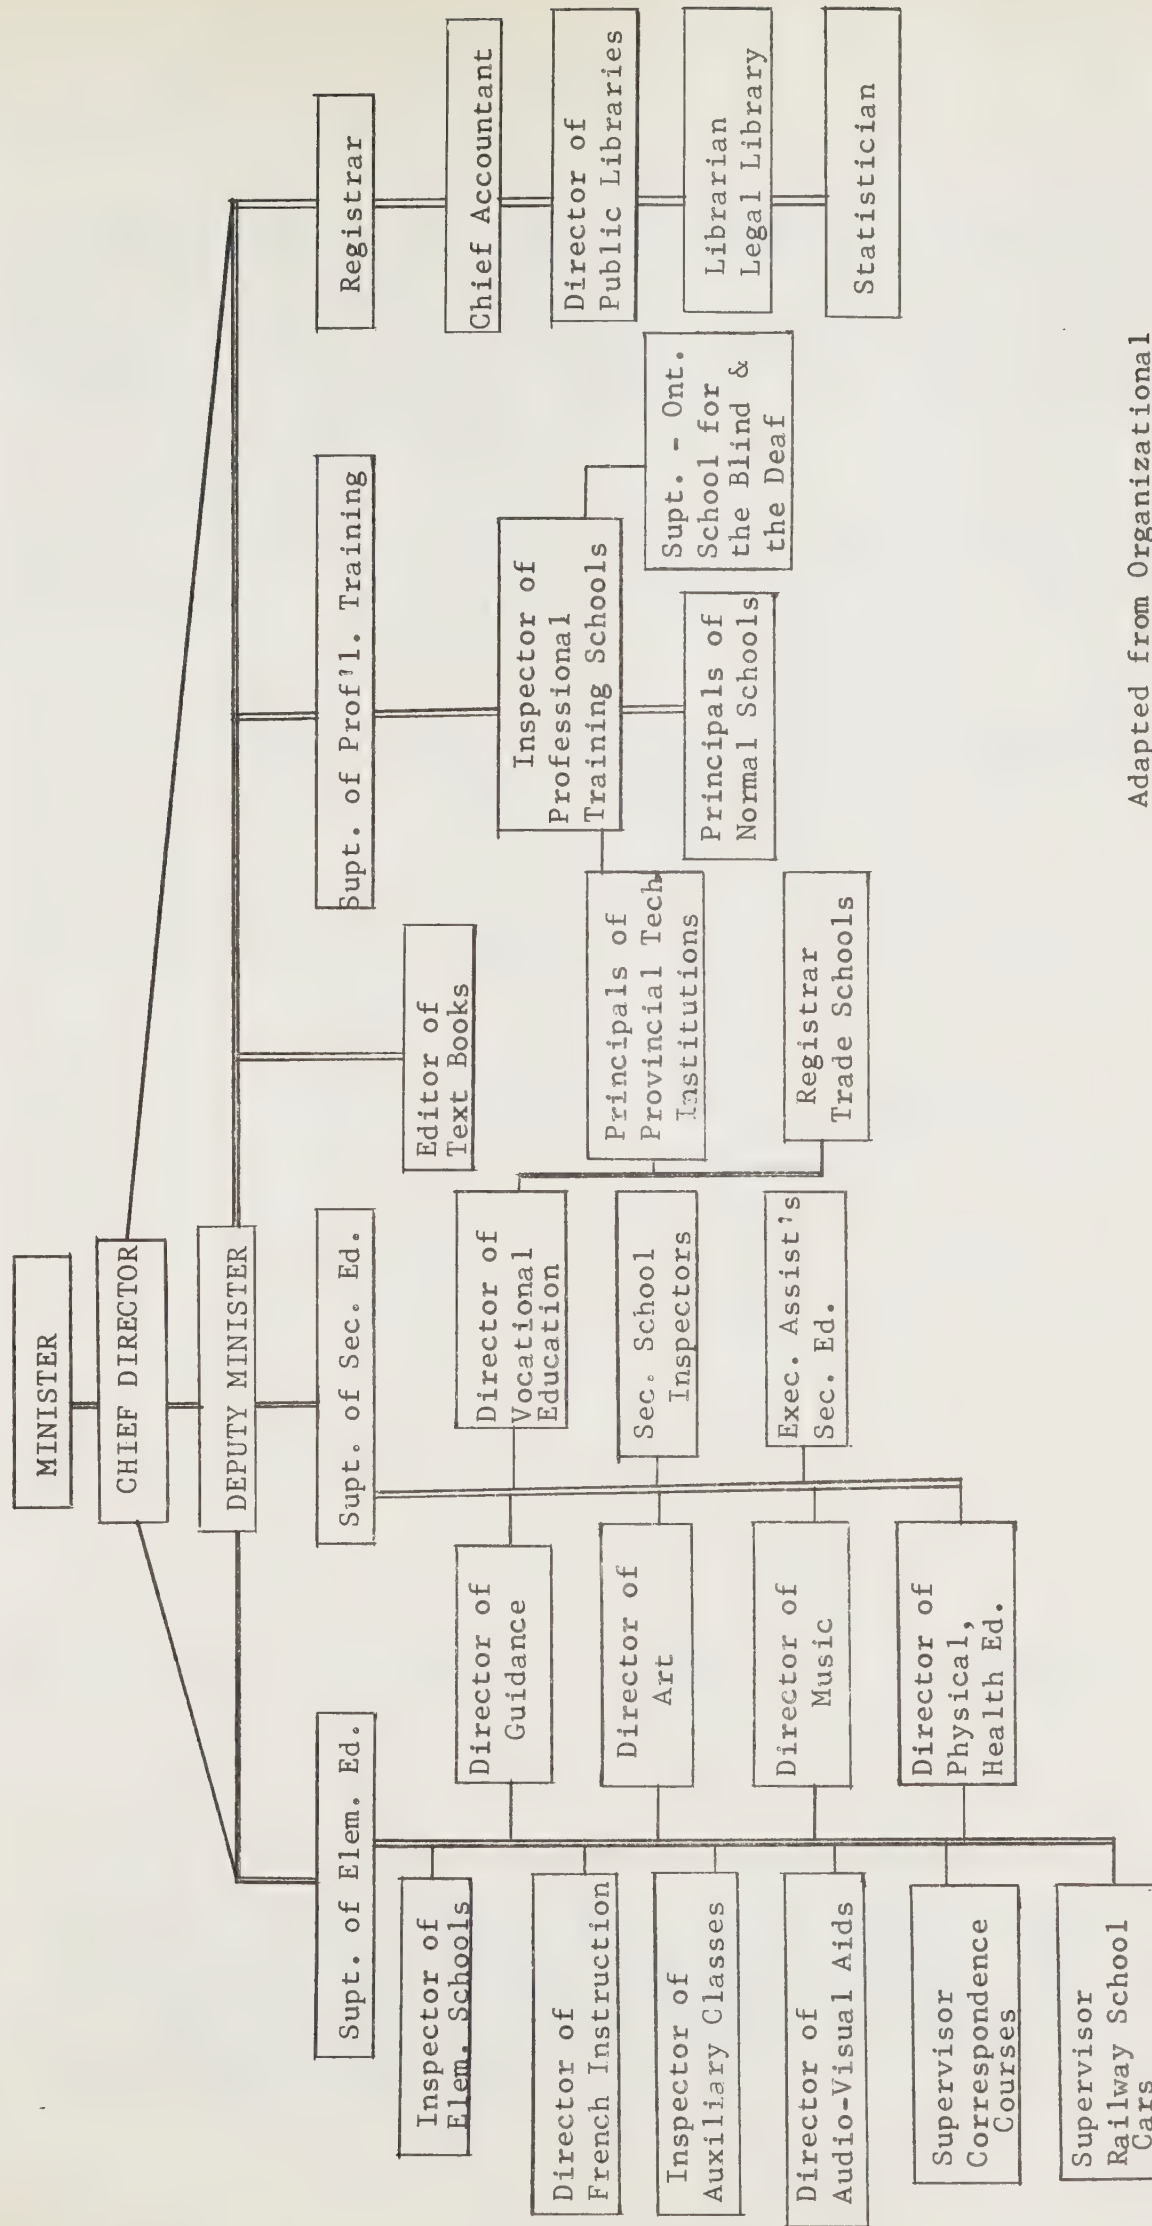 MINISTER
CHIEF DIRECTOR
DEPUTY MINISTER
Supt. of Elem. Ed.
Supt. of Sec. Ed.
Supt. of Prof'l. Training
Registrar
Inspector of
Elem. Schools
Director of
French Instruction
Inspector of
Auxiliary Classes
Director of
Audio-Visual Aids
Supervisor
Correspondence
Courses
Supervisor
Railway School
Cars
Director of
Guidance
Director of
Art
Director of
Music
Director of
Physical,
Health Ed.
Director of
Vocational
Education
Sec. School
Inspectors
Exec. Assist's
Sec. Ed.
Editor of
Text Books
Principals of
Provincial Tech
Institutions
Registrar
Trade Schools
Inspector of
Professional
Training Schools
Principals of
Normal Schools
Supt. - Ont.
School for
the Blind &
the Deaf
Chief Accountant
Director of
Public Libraries
Librarian
Legal Library
Statistician
Adapted from Organizational